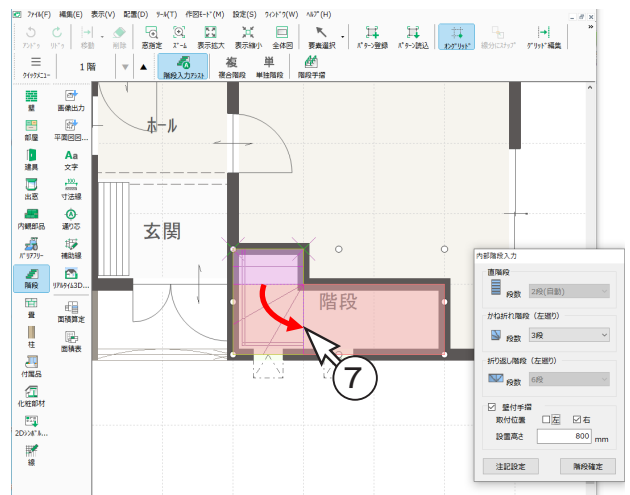 ﾌｧｲﾙ(F) 編集(E) 表示(V) 配置(D) ﾂｰﾙ(T) 作図ﾓｰﾄﾞ(M) 設定(S) ｳｨﾝﾄﾞｳ(W) ﾍﾙﾌﾟ(H)
ｱﾝﾄﾞｩ ﾘﾄﾞｩ 移動 削除 窓指定 ｽﾞｰﾑ 表示拡大 表示縮小 全体図 要素選択 ﾊﾟﾀｰﾝ登録 ﾊﾟﾀｰﾝ読込 ｵﾝｸﾞﾘｯﾄﾞ 線分にｽﾅｯﾌﾟ ｸﾞﾘｯﾄﾞ編集
ｸｲｯｸﾒﾆｭｰ 1 階 ▼ ▲ 階段入力ｱｼｽﾄ 複 複合階段 単 単独階段 階段手摺
壁 画像出力
部屋 平面図図...
建具 Aa 文字
出窓 寸法線
内観部品 通り芯
ﾊﾞﾘｱﾌﾘｰ 補助線
階段 ﾘｱﾙﾀｲﾑ3D...
畳 面積算定
柱 面積表
付属品
化粧部材
2Dｼﾝﾎﾞﾙ...
線
ホール
玄関
階段
7
内部階段入力
直階段
段数 2段(自動)
かね折れ階段（左廻り）
段数 3段
折り返し階段（左廻り）
段数 6段
壁付手摺
取付位置 左 右
設置高さ 800 mm
注記設定 階段確定